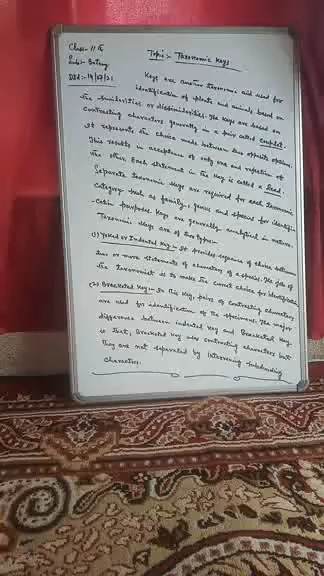 Class:- 11th
Topic:- Taxonomic Keys
Sub:- Botany
Dtd:- 19/07/21
Keys are another taxonomic aid used for
identification of plants and animals based on
the similarities or dissimilarities. The keys are based on
contrasting characters generally in a pair called couplet.
It represents the choice made between two opposite options.
This results in acceptance of only one and rejection of
the other. Each statement in the key is called a lead.
Separate taxonomic keys are required for each taxonomic
category such as family, genus and species for identifi
-cation purposes. Keys are generally analytical in nature.
Taxonomic keys are of two types:-
(1) Yoked or Indented key:- It provides sequence of choice between
two or more statements of characters of a species. The job of
the taxonomist is to make the correct choice for identification
(2) Bracketed key:- In this key, pairs of contrasting characters
are used for identification of the specimens. The major
difference between indented key and Bracketed key
is that, Bracketed key uses contrasting characters but
they are not separated by intervening subdividing
characters.